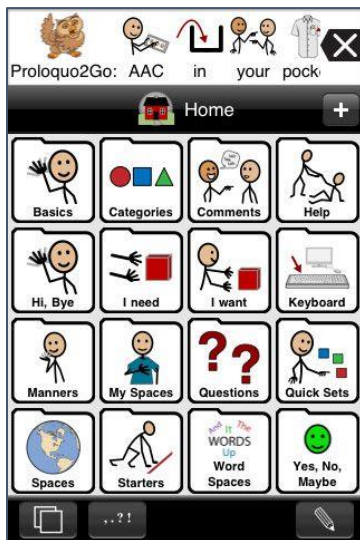 Proloquo2Go: AAC in your
Home
Basics Categories Comments Help
Hi, Bye I need I want Keyboard
Manners My Spaces Questions Quick Sets
And It The
WORDS
Up
Spaces Starters Word Spaces Yes, No, Maybe
, . ? !